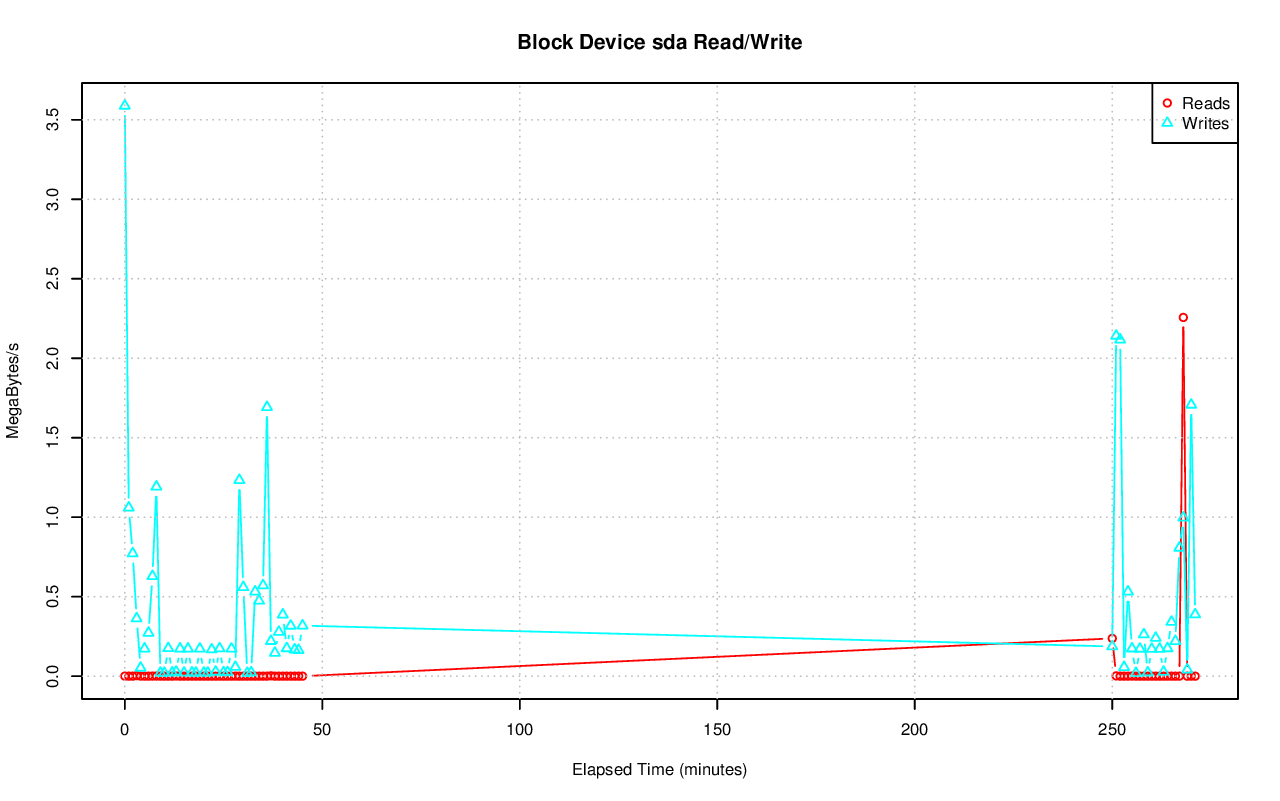 Block Device sda Read/Write
Reads
Writes
MegaBytes/s
3.5
3.0
2.5
2.0
1.5
1.0
0.5
0.0
0 50 100 150 200 250
Elapsed Time (minutes)